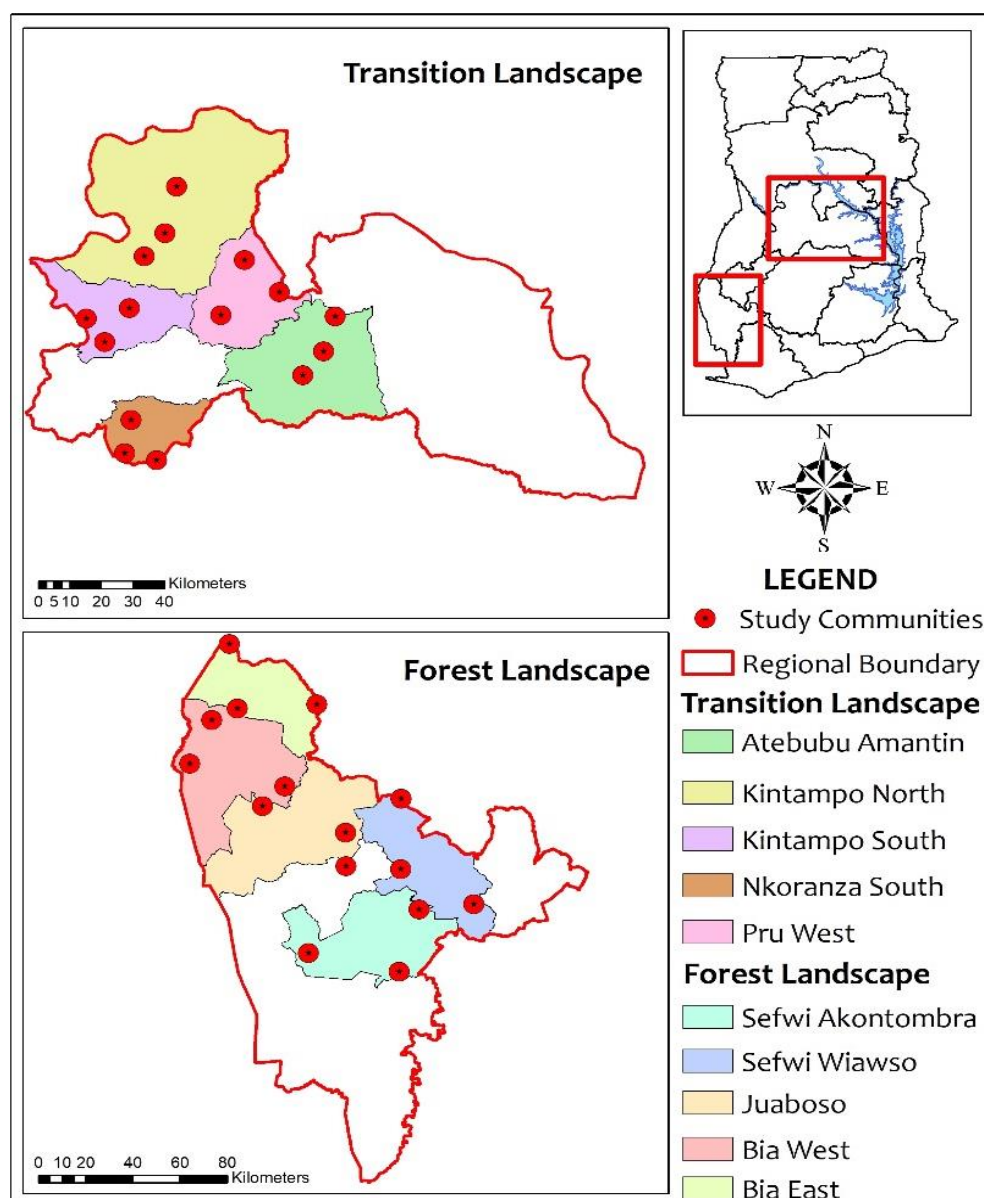 Transition Landscape
Kilometers
0 5 10 20 30 40
Forest Landscape
0 10 20 40 60 80
Kilometers
N
W E
S
LEGEND
Study Communities
Regional Boundary
Transition Landscape
Atebubu Amantin
Kintampo North
Kintampo South
Nkoranza South
Pru West
Forest Landscape
Sefwi Akontombra
Sefwi Wiawso
Juaboso
Bia West
Bia East